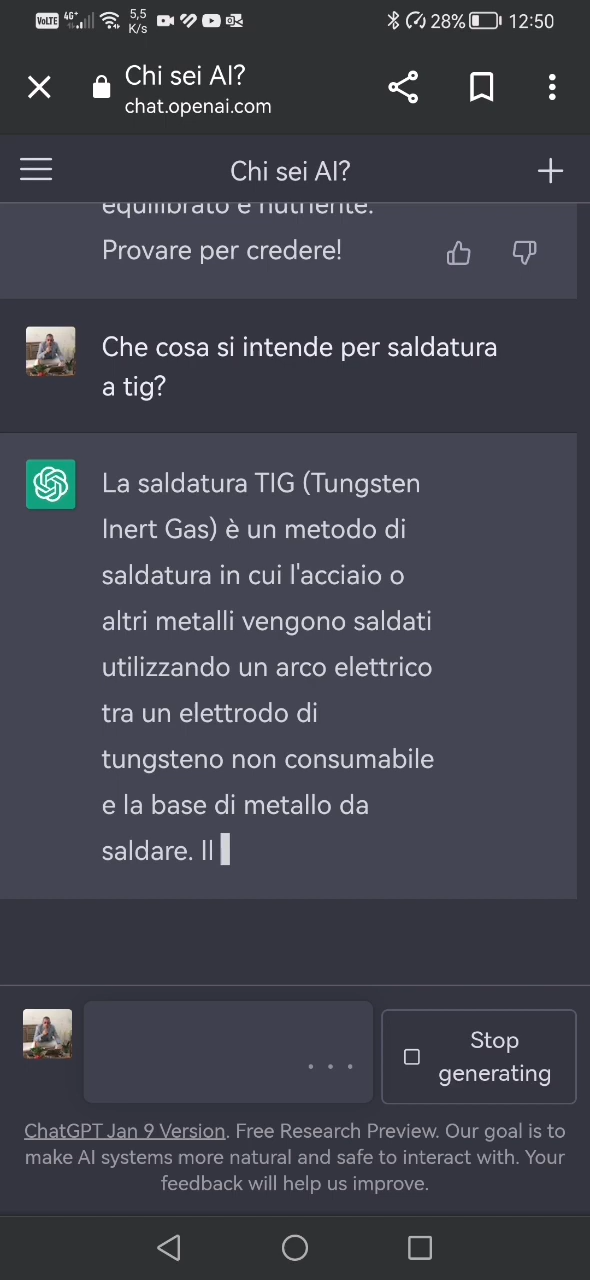 VoLTE 4G+ 5,5 K/s 28% 12:50
Chi sei AI?
chat.openai.com
Chi sei AI?
equilibrato e nutriente.
Provare per credere!
Che cosa si intende per saldatura
a tig?
La saldatura TIG (Tungsten
Inert Gas) è un metodo di
saldatura in cui l'acciaio o
altri metalli vengono saldati
utilizzando un arco elettrico
tra un elettrodo di
tungsteno non consumabile
e la base di metallo da
saldare. Il
. . .
Stop
generating
ChatGPT Jan 9 Version. Free Research Preview. Our goal is to
make AI systems more natural and safe to interact with. Your
feedback will help us improve.